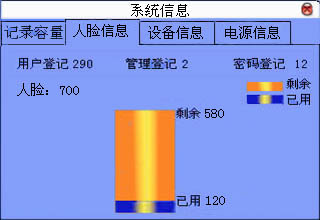 系统信息
记录容量 人脸信息 设备信息 电源信息
用户登记 290 管理登记 2 密码登记 12
人脸：700
剩余
已用
剩余 580
已用 120